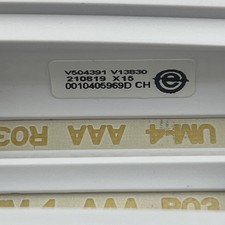 V504391 V13830
210819 X15
0010405969D CH
UM-4 AAA R03
UM-4 AAA R03